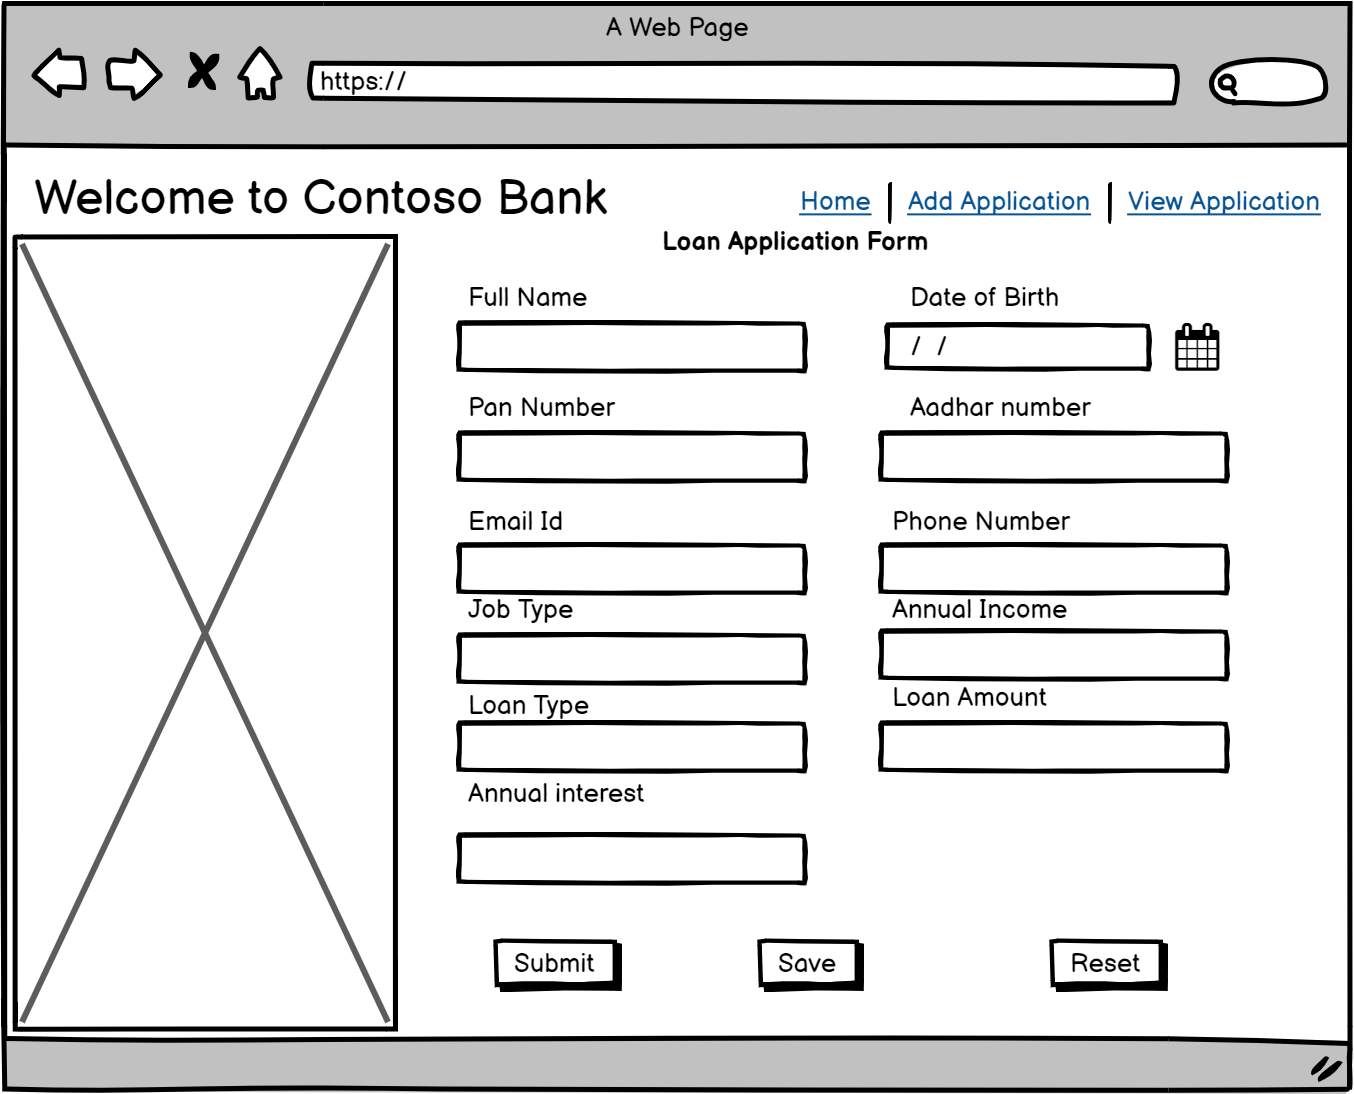 A Web Page
https://
Welcome to Contoso Bank
Home | Add Application | View Application
Loan Application Form
Full Name
Date of Birth
/ /
Pan Number
Aadhar number
Email Id
Phone Number
Job Type
Annual Income
Loan Type
Loan Amount
Annual interest
Submit
Save
Reset